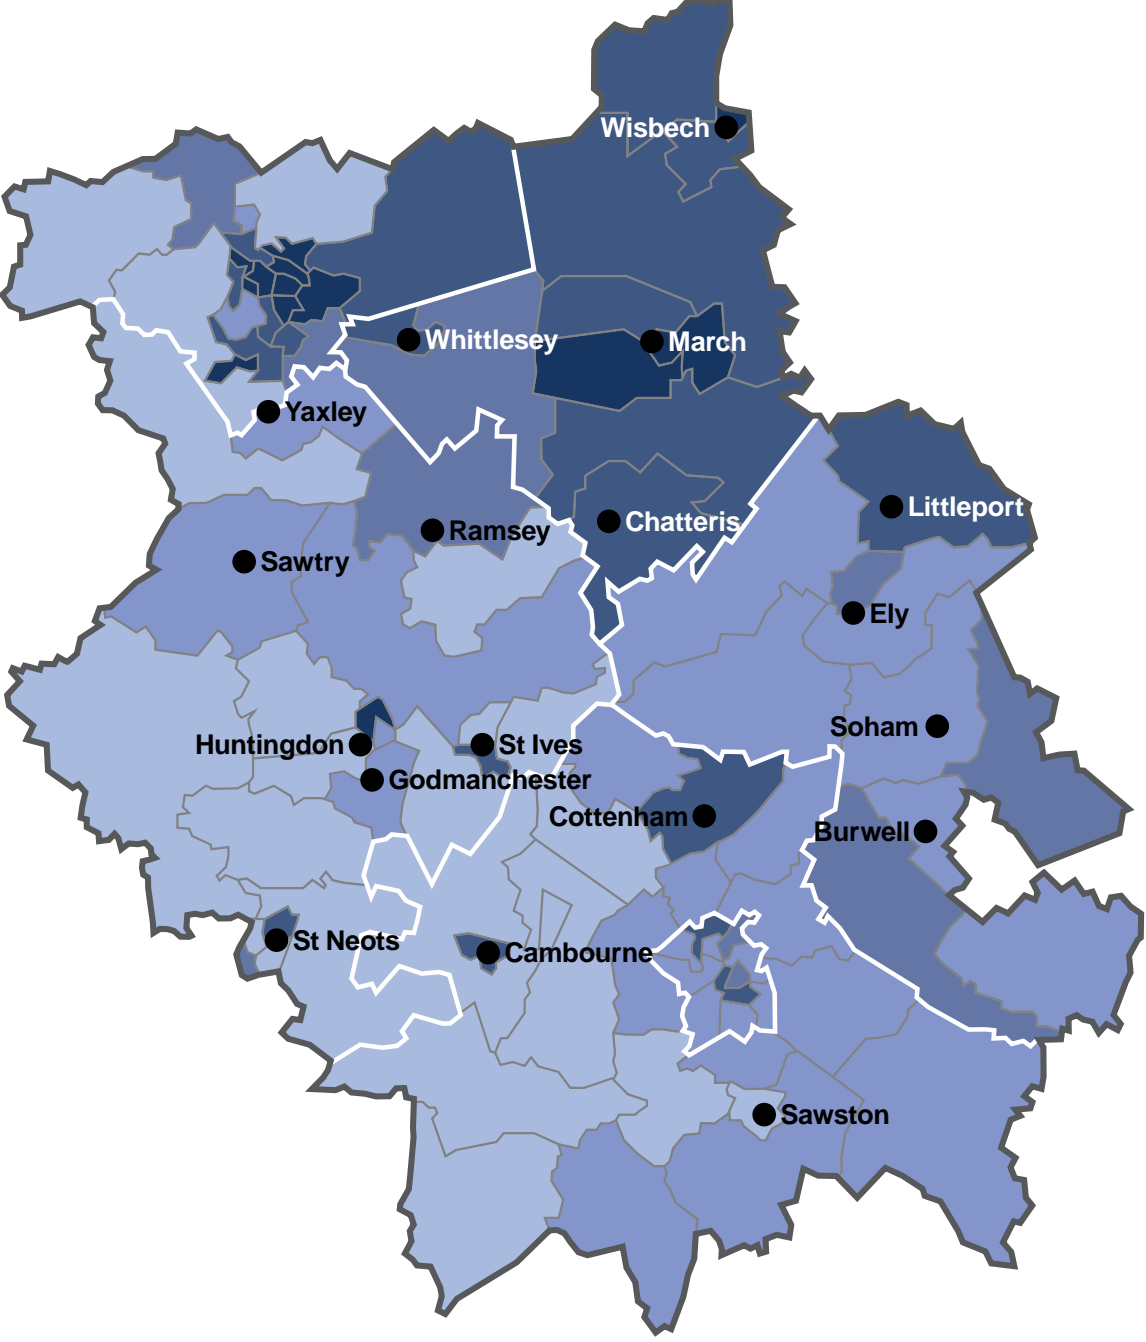 Wisbech
Whittlesey
March
Yaxley
Littleport
Chatteris
Ramsey
Sawtry
Ely
Soham
Huntingdon
St Ives
Godmanchester
Cottenham
Burwell
St Neots
Cambourne
Sawston